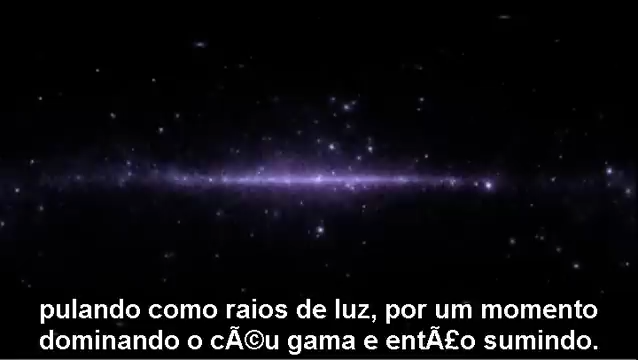 pulando como raios de luz, por um momento
dominando o cÃ©u gama e entÃ£o sumindo.